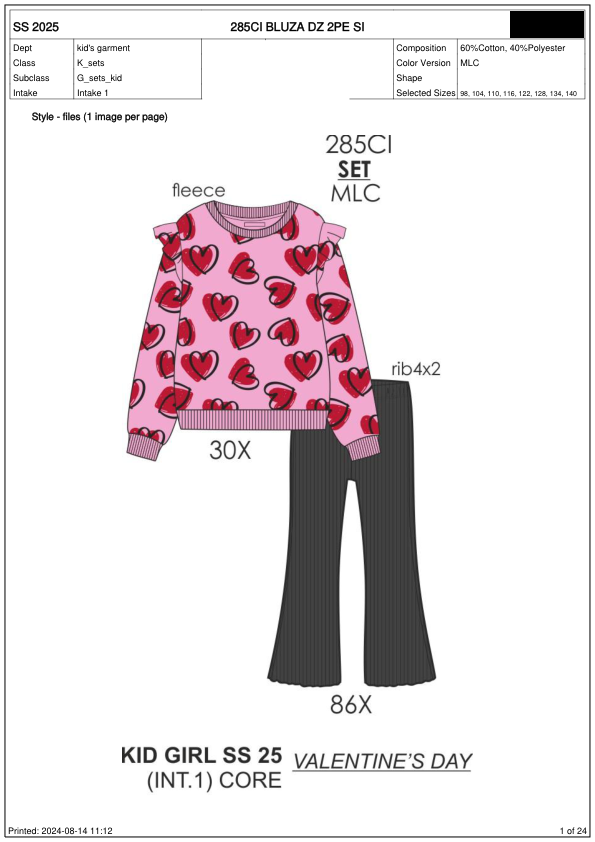 SS 2025 285CI BLUZA DZ 2PE SI
Dept kid's garment Composition 60%Cotton, 40%Polyester
Class K_sets Color Version MLC
Subclass G_sets_kid Shape
Intake Intake 1 Selected Sizes 98, 104, 110, 116, 122, 128, 134, 140
Style - files (1 image per page)
285CI
SET
MLC
fleece
rib4x2
30X
86X
KID GIRL SS 25 VALENTINE'S DAY
(INT.1) CORE
Printed: 2024-08-14 11:12 1 of 24